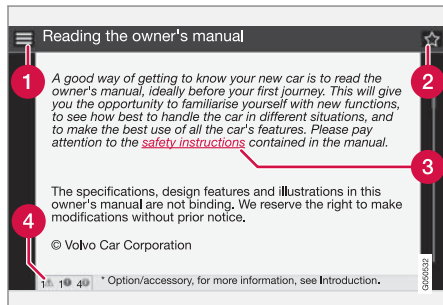 Reading the owner's manual
1
2
A good way of getting to know your new car is to read the
owner's manual, ideally before your first journey. This will give
you the opportunity to familiarise yourself with new functions,
to see how best to handle the car in different situations, and
to make the best use of all the car's features. Please pay
attention to the safety instructions contained in the manual.
3
The specifications, design features and illustrations in this
owner's manual are not binding. We reserve the right to make
modifications without prior notice.
4
© Volvo Car Corporation
1 1 4 * Option/accessory, for more information, see Introduction.
G050532